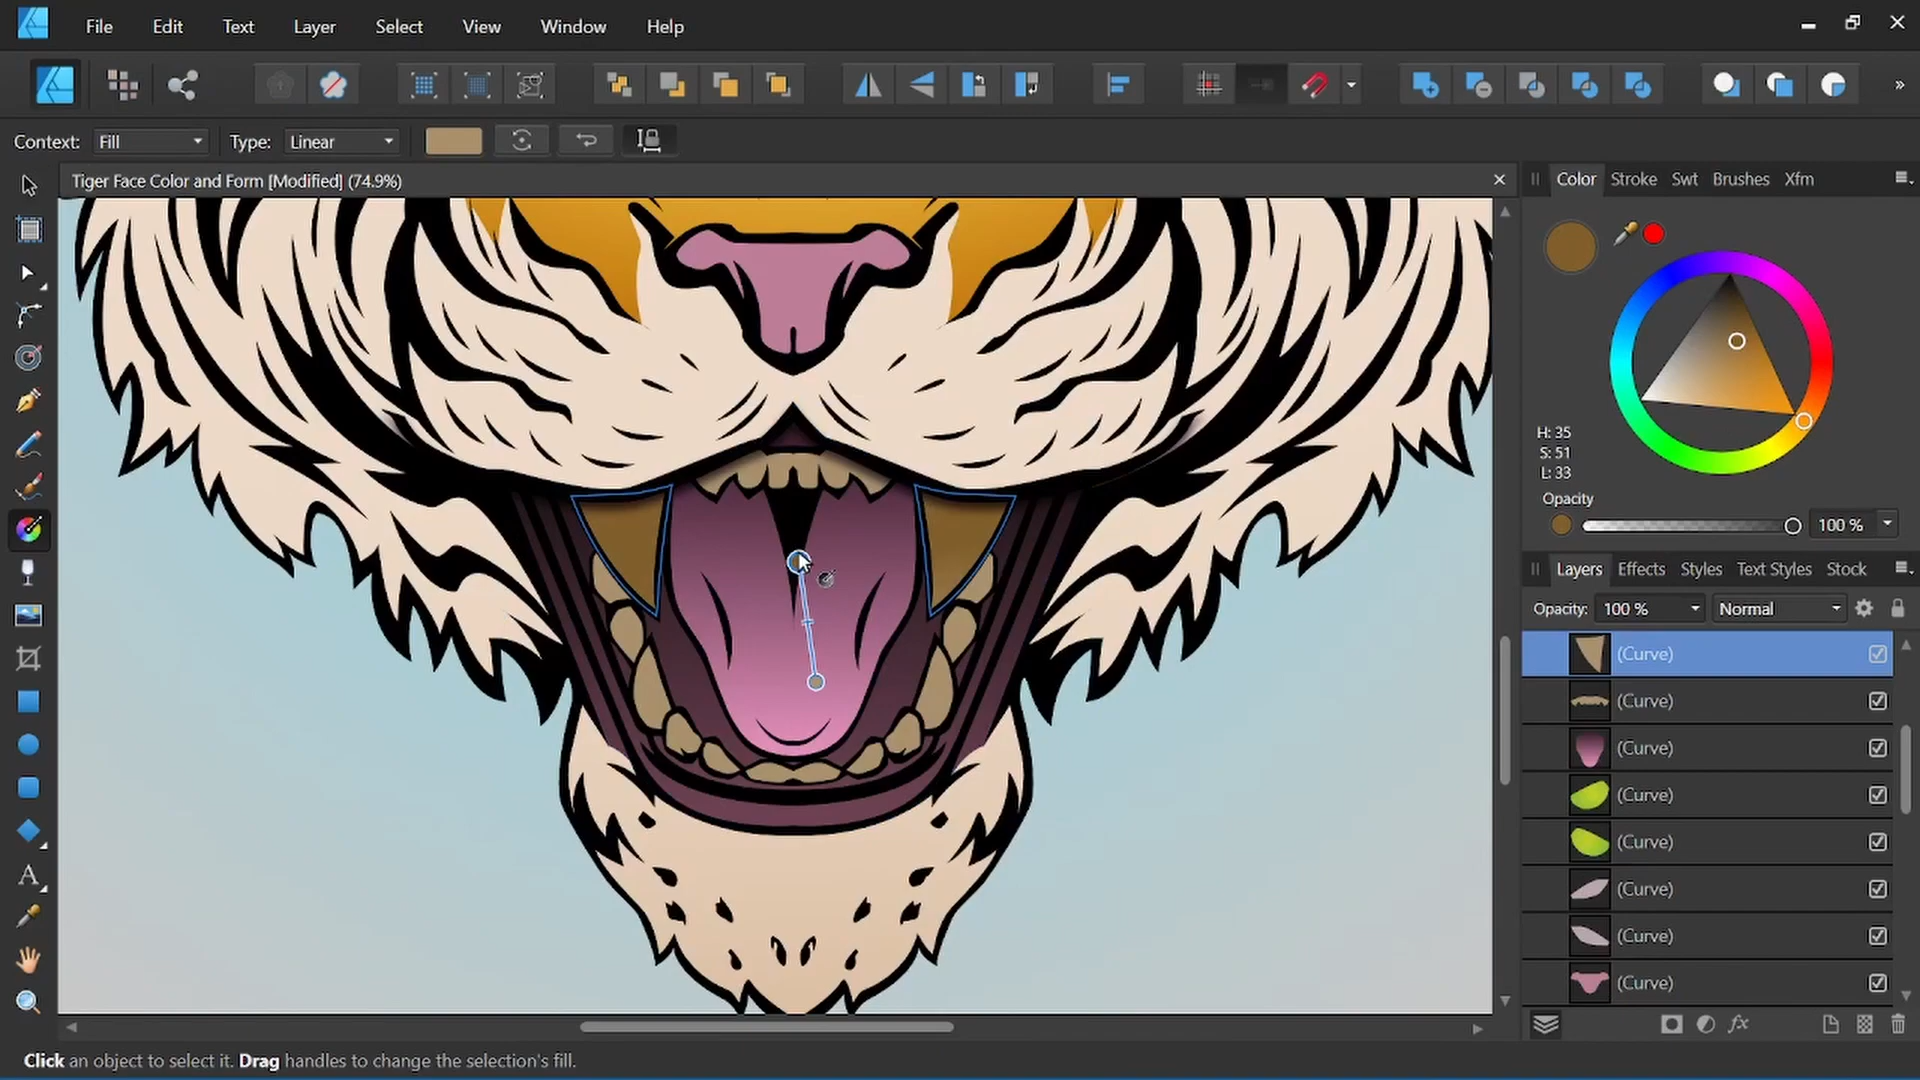 File Edit Text Layer Select View Window Help
Context: Fill Type: Linear
Tiger Face Color and Form [Modified] (74.9%)
Color Stroke Swt Brushes Xfm
H: 35
S: 51
L: 33
Opacity
100 %
Layers Effects Styles Text Styles Stock
Opacity: 100 % Normal
(Curve)
(Curve)
(Curve)
(Curve)
(Curve)
(Curve)
(Curve)
(Curve)
fx
Click an object to select it. Drag handles to change the selection's fill.